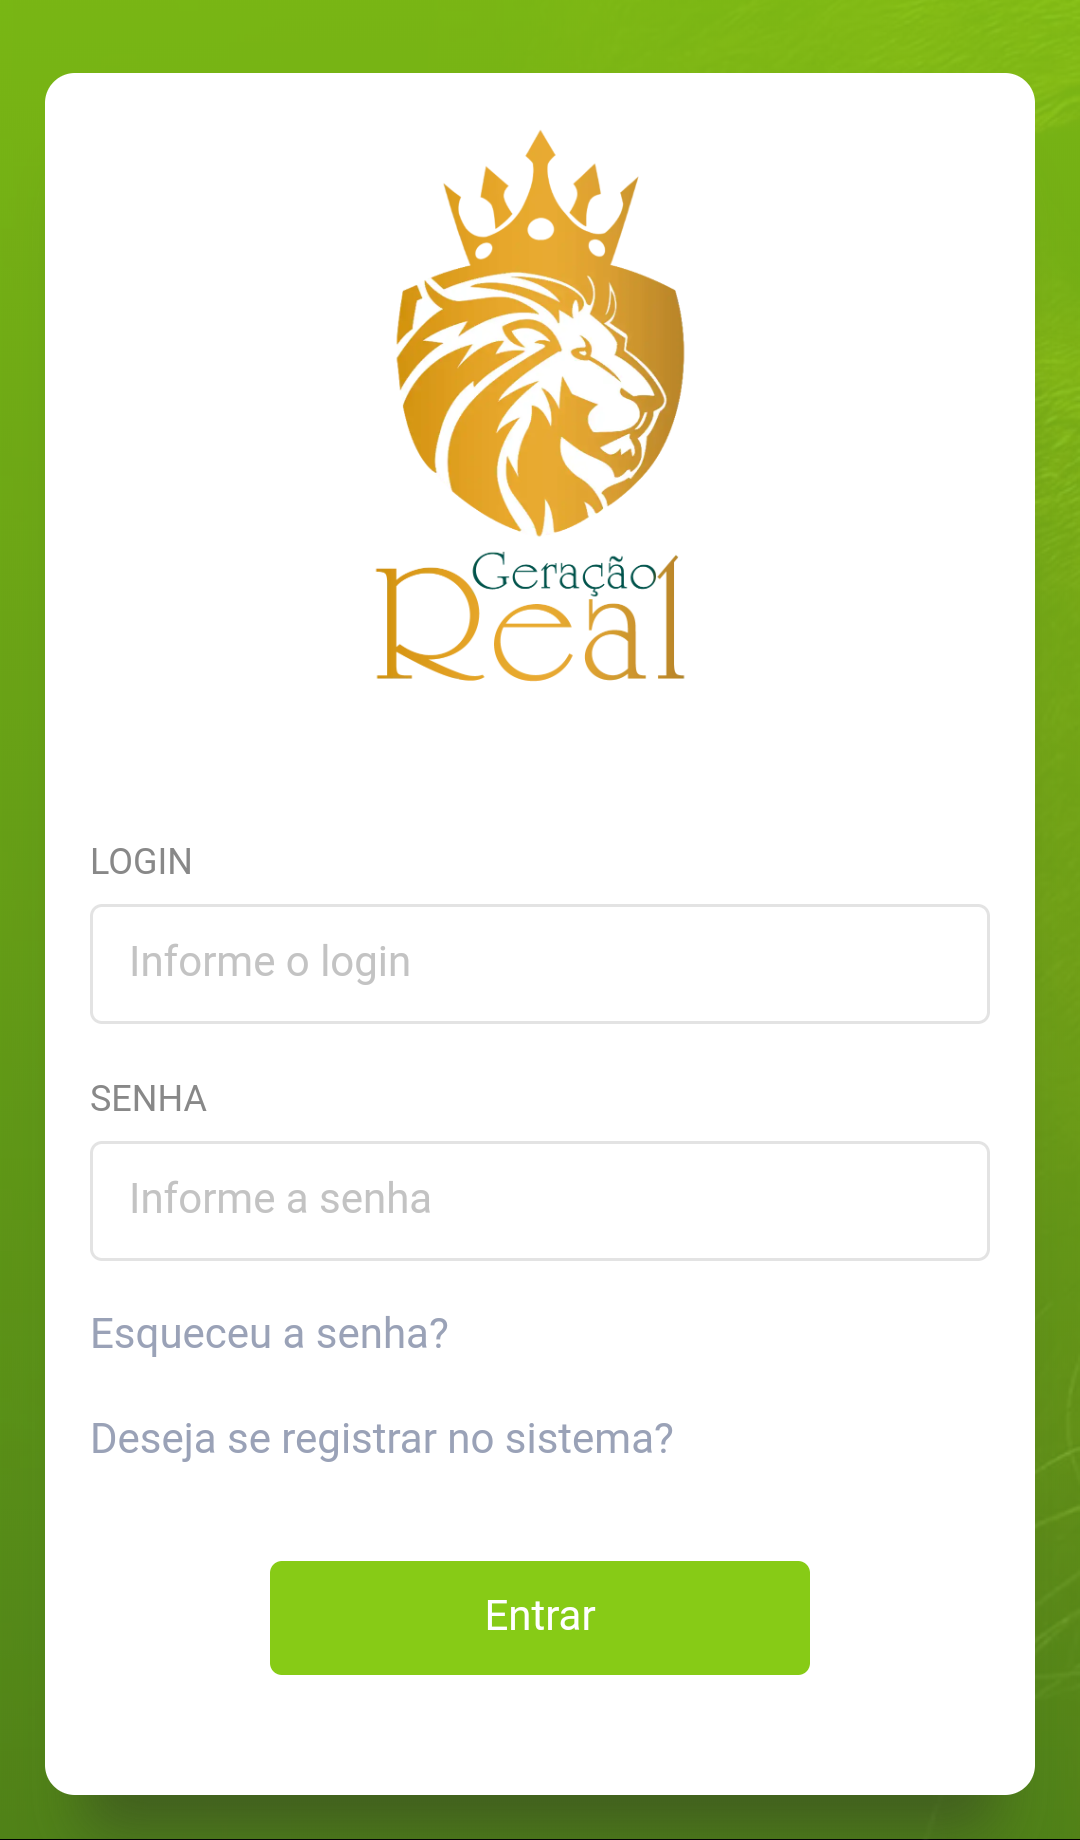 Geração
Real
LOGIN
Informe o login
SENHA
Informe a senha
Esqueceu a senha?
Deseja se registrar no sistema?
Entrar